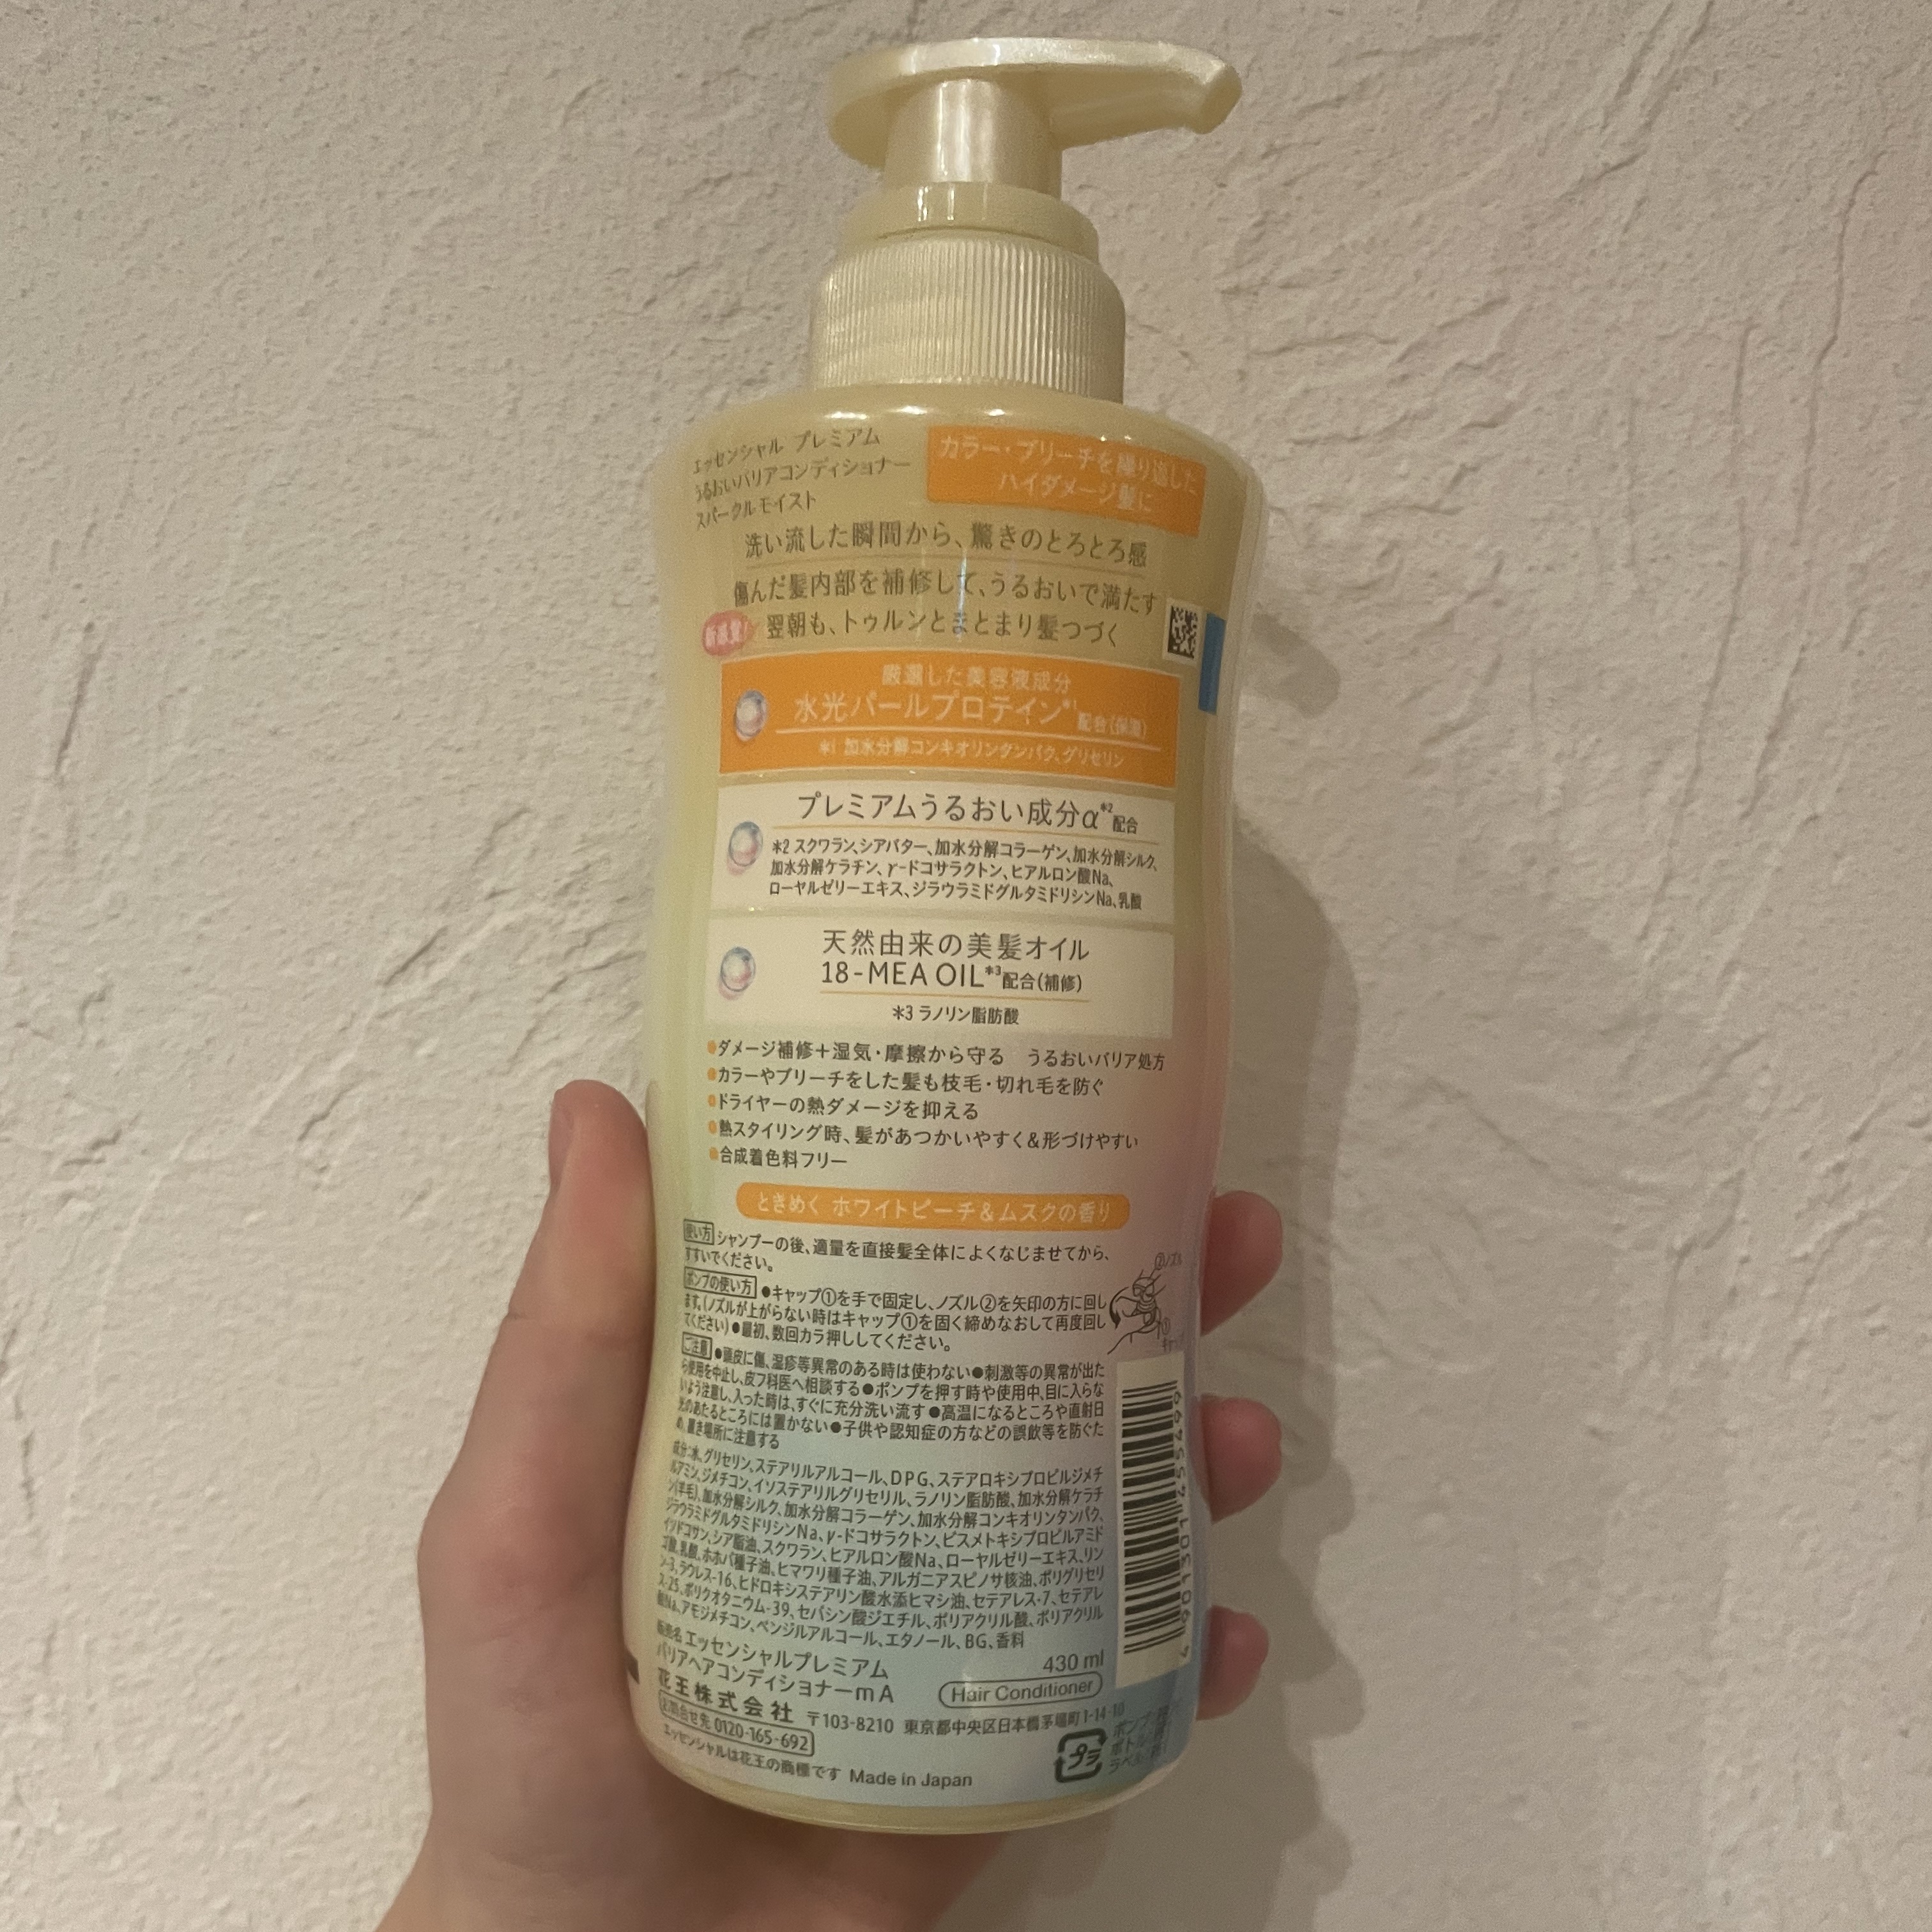 エッセンシャル プレミアム
うるおいバリアコンディショナー
スパークルモイスト
カラー・ブリーチを繰り返した
ハイダメージ髪に
洗い流した瞬間から、驚きのとろとろ感
傷んだ髪内部を補修して、うるおいで満たす
新感覚!
翌朝も、トゥルンとまとまり髪つづく
厳選した美容液成分
水光パールプロテイン*1配合(保湿)
*1 加水分解コンキオリンタンパク、グリセリン
プレミアムうるおい成分α*2配合
*2 スクワラン、シアバター、加水分解コラーゲン、加水分解シルク、
加水分解ケラチン、γ-ドコサラクトン、ヒアルロン酸Na、
ローヤルゼリーエキス、ジラウラミドグルタミドリシンNa、乳酸
天然由来の美髪オイル
18-MEA OIL*3配合(補修)
*3 ラノリン脂肪酸
●ダメージ補修+湿気・摩擦から守る うるおいバリア処方
●カラーやブリーチをした髪も枝毛・切れ毛を防ぐ
●ドライヤーの熱ダメージを抑える
●熱スタイリング時、髪があつかいやすく&形づけやすい
●合成着色料フリー
ときめく ホワイトピーチ&ムスクの香り
使い方 シャンプーの後、適量を直接髪全体によくなじませてから、
すすいでください。
ポンプの使い方 ●キャップ①を手で固定し、ノズル②を矢印の方に回し
ます。(ノズルが上がらない時はキャップ①を固く締めなおして再度回し
てください) ●最初、数回カラ押ししてください。
②ノズル
①
ご注意 ●頭皮に傷、湿疹等異常のある時は使わない●刺激等の異常が出た
ら使用を中止し、皮フ科医へ相談する●ポンプを押す時や使用中、目に入らな
いよう注意し、入った時は、すぐに充分洗い流す●高温になるところや直射日
光のあたるところには置かない●子供や認知症の方などの誤飲等を防ぐた
め、置き場所に注意する
成分:水、グリセリン、ステアリルアルコール、DPG、ステアロキシプロピルジメチ
ルアミン、ジメチコン、イソステアリルグリセリル、ラノリン脂肪酸、加水分解ケラチ
ン(羊毛)、加水分解シルク、加水分解コラーゲン、加水分解コンキオリンタンパク、
ジラウラミドグルタミドリシンNa、γ-ドコサラクトン、ビスメトキシプロピルアミド
イソドコサン、シア脂油、スクワラン、ヒアルロン酸Na、ローヤルゼリーエキス、リン
ゴ酸、乳酸、ホホバ種子油、ヒマワリ種子油、アルガニアスピノサ核油、ポリグリセリ
ン-3、ラウレス-16、ヒドロキシステアリン酸水添ヒマシ油、セテアレス-7、セテアレ
ス-25、ポリクオタニウム-39、セバシン酸ジエチル、ポリアクリル酸、ポリアクリル
酸Na、アモジメチコン、ベンジルアルコール、エタノール、BG、香料
販売名 エッセンシャルプレミアム
バリアヘアコンディショナーmA
430 ml
Hair Conditioner
花王株式会社 〒103-8210 東京都中央区日本橋茅場町1-14-10
お問合せ先 0120-165-692
エッセンシャルは花王の商標です Made in Japan
プラ
ポンプ
ボトル
ラベル